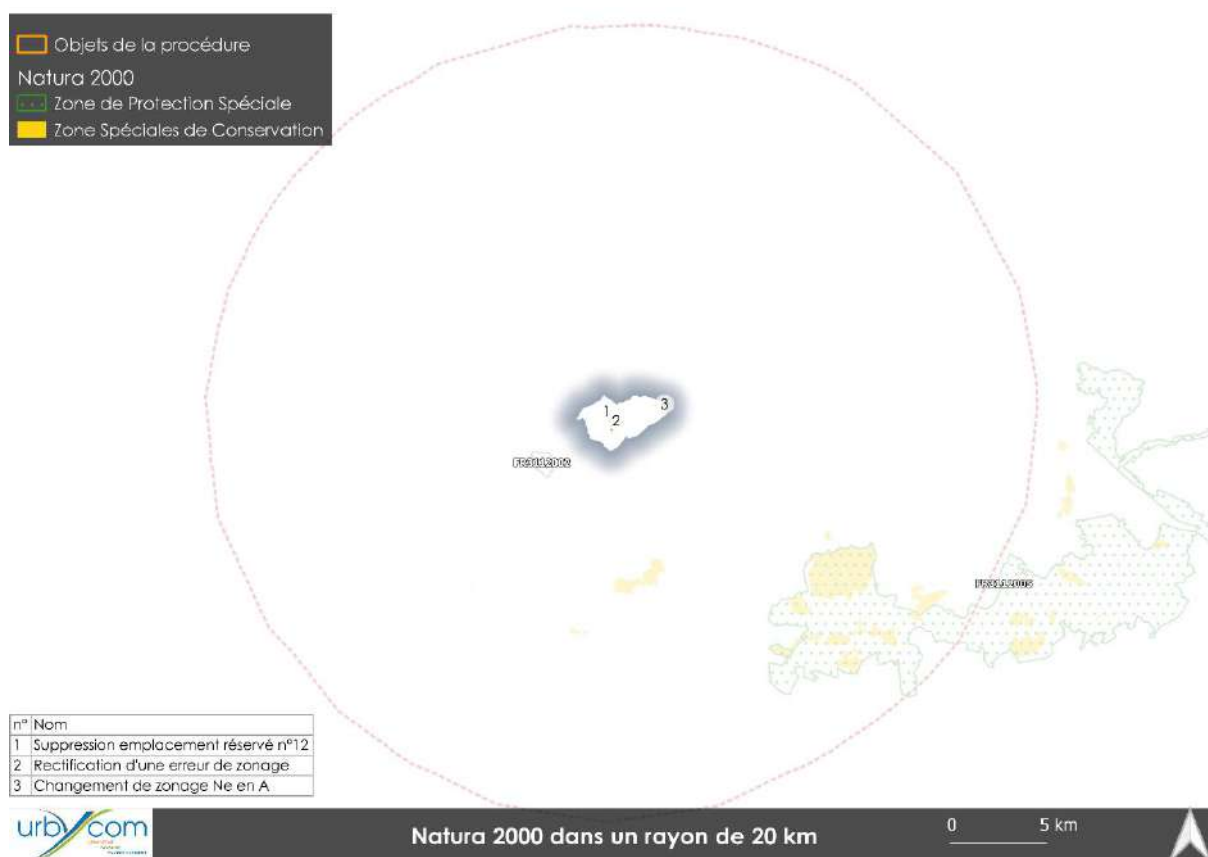 Objets de la procédure
Natura 2000
Zone de Protection Spéciale
Zone Spéciales de Conservation
1
2
3
FR3112002
FR3112005
n° Nom
1 Suppression emplacement réservé n°12
2 Rectification d'une erreur de zonage
3 Changement de zonage Ne en A
urbycom
Natura 2000 dans un rayon de 20 km
0 5 km